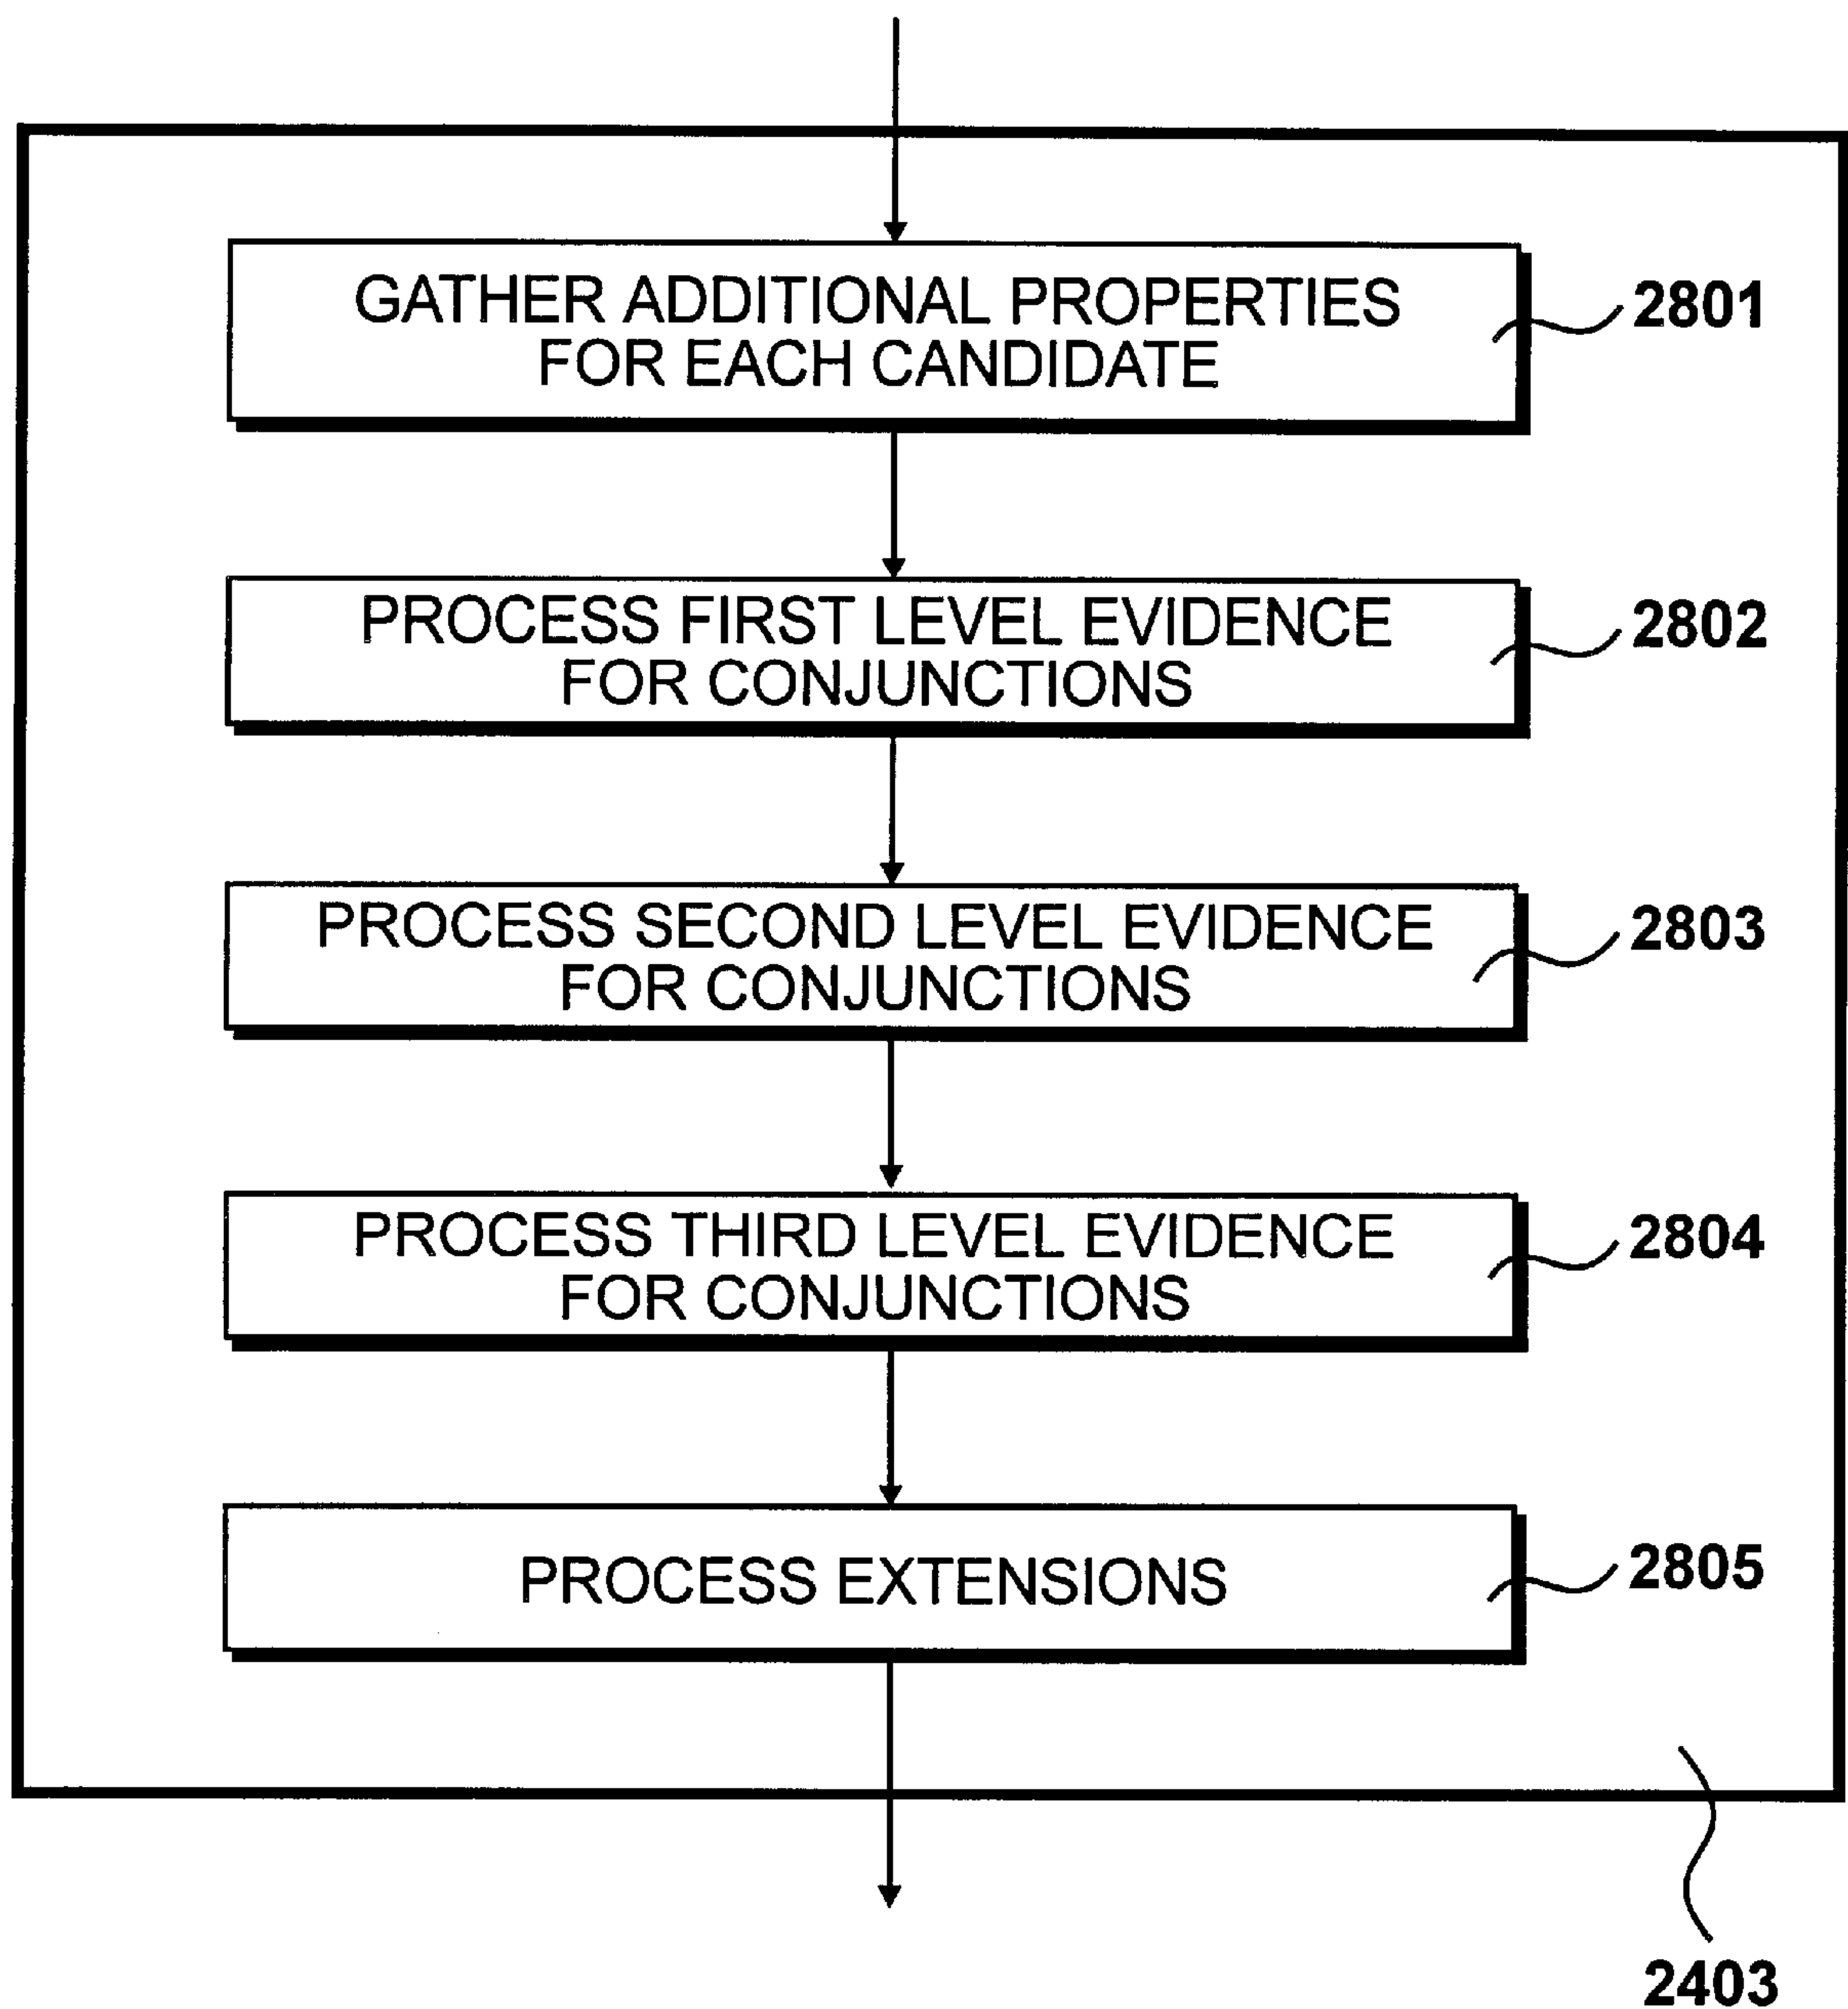 GATHER ADDITIONAL PROPERTIES
FOR EACH CANDIDATE
2801
PROCESS FIRST LEVEL EVIDENCE
FOR CONJUNCTIONS
2802
PROCESS SECOND LEVEL EVIDENCE
FOR CONJUNCTIONS
2803
PROCESS THIRD LEVEL EVIDENCE
FOR CONJUNCTIONS
2804
PROCESS EXTENSIONS
2805
2403